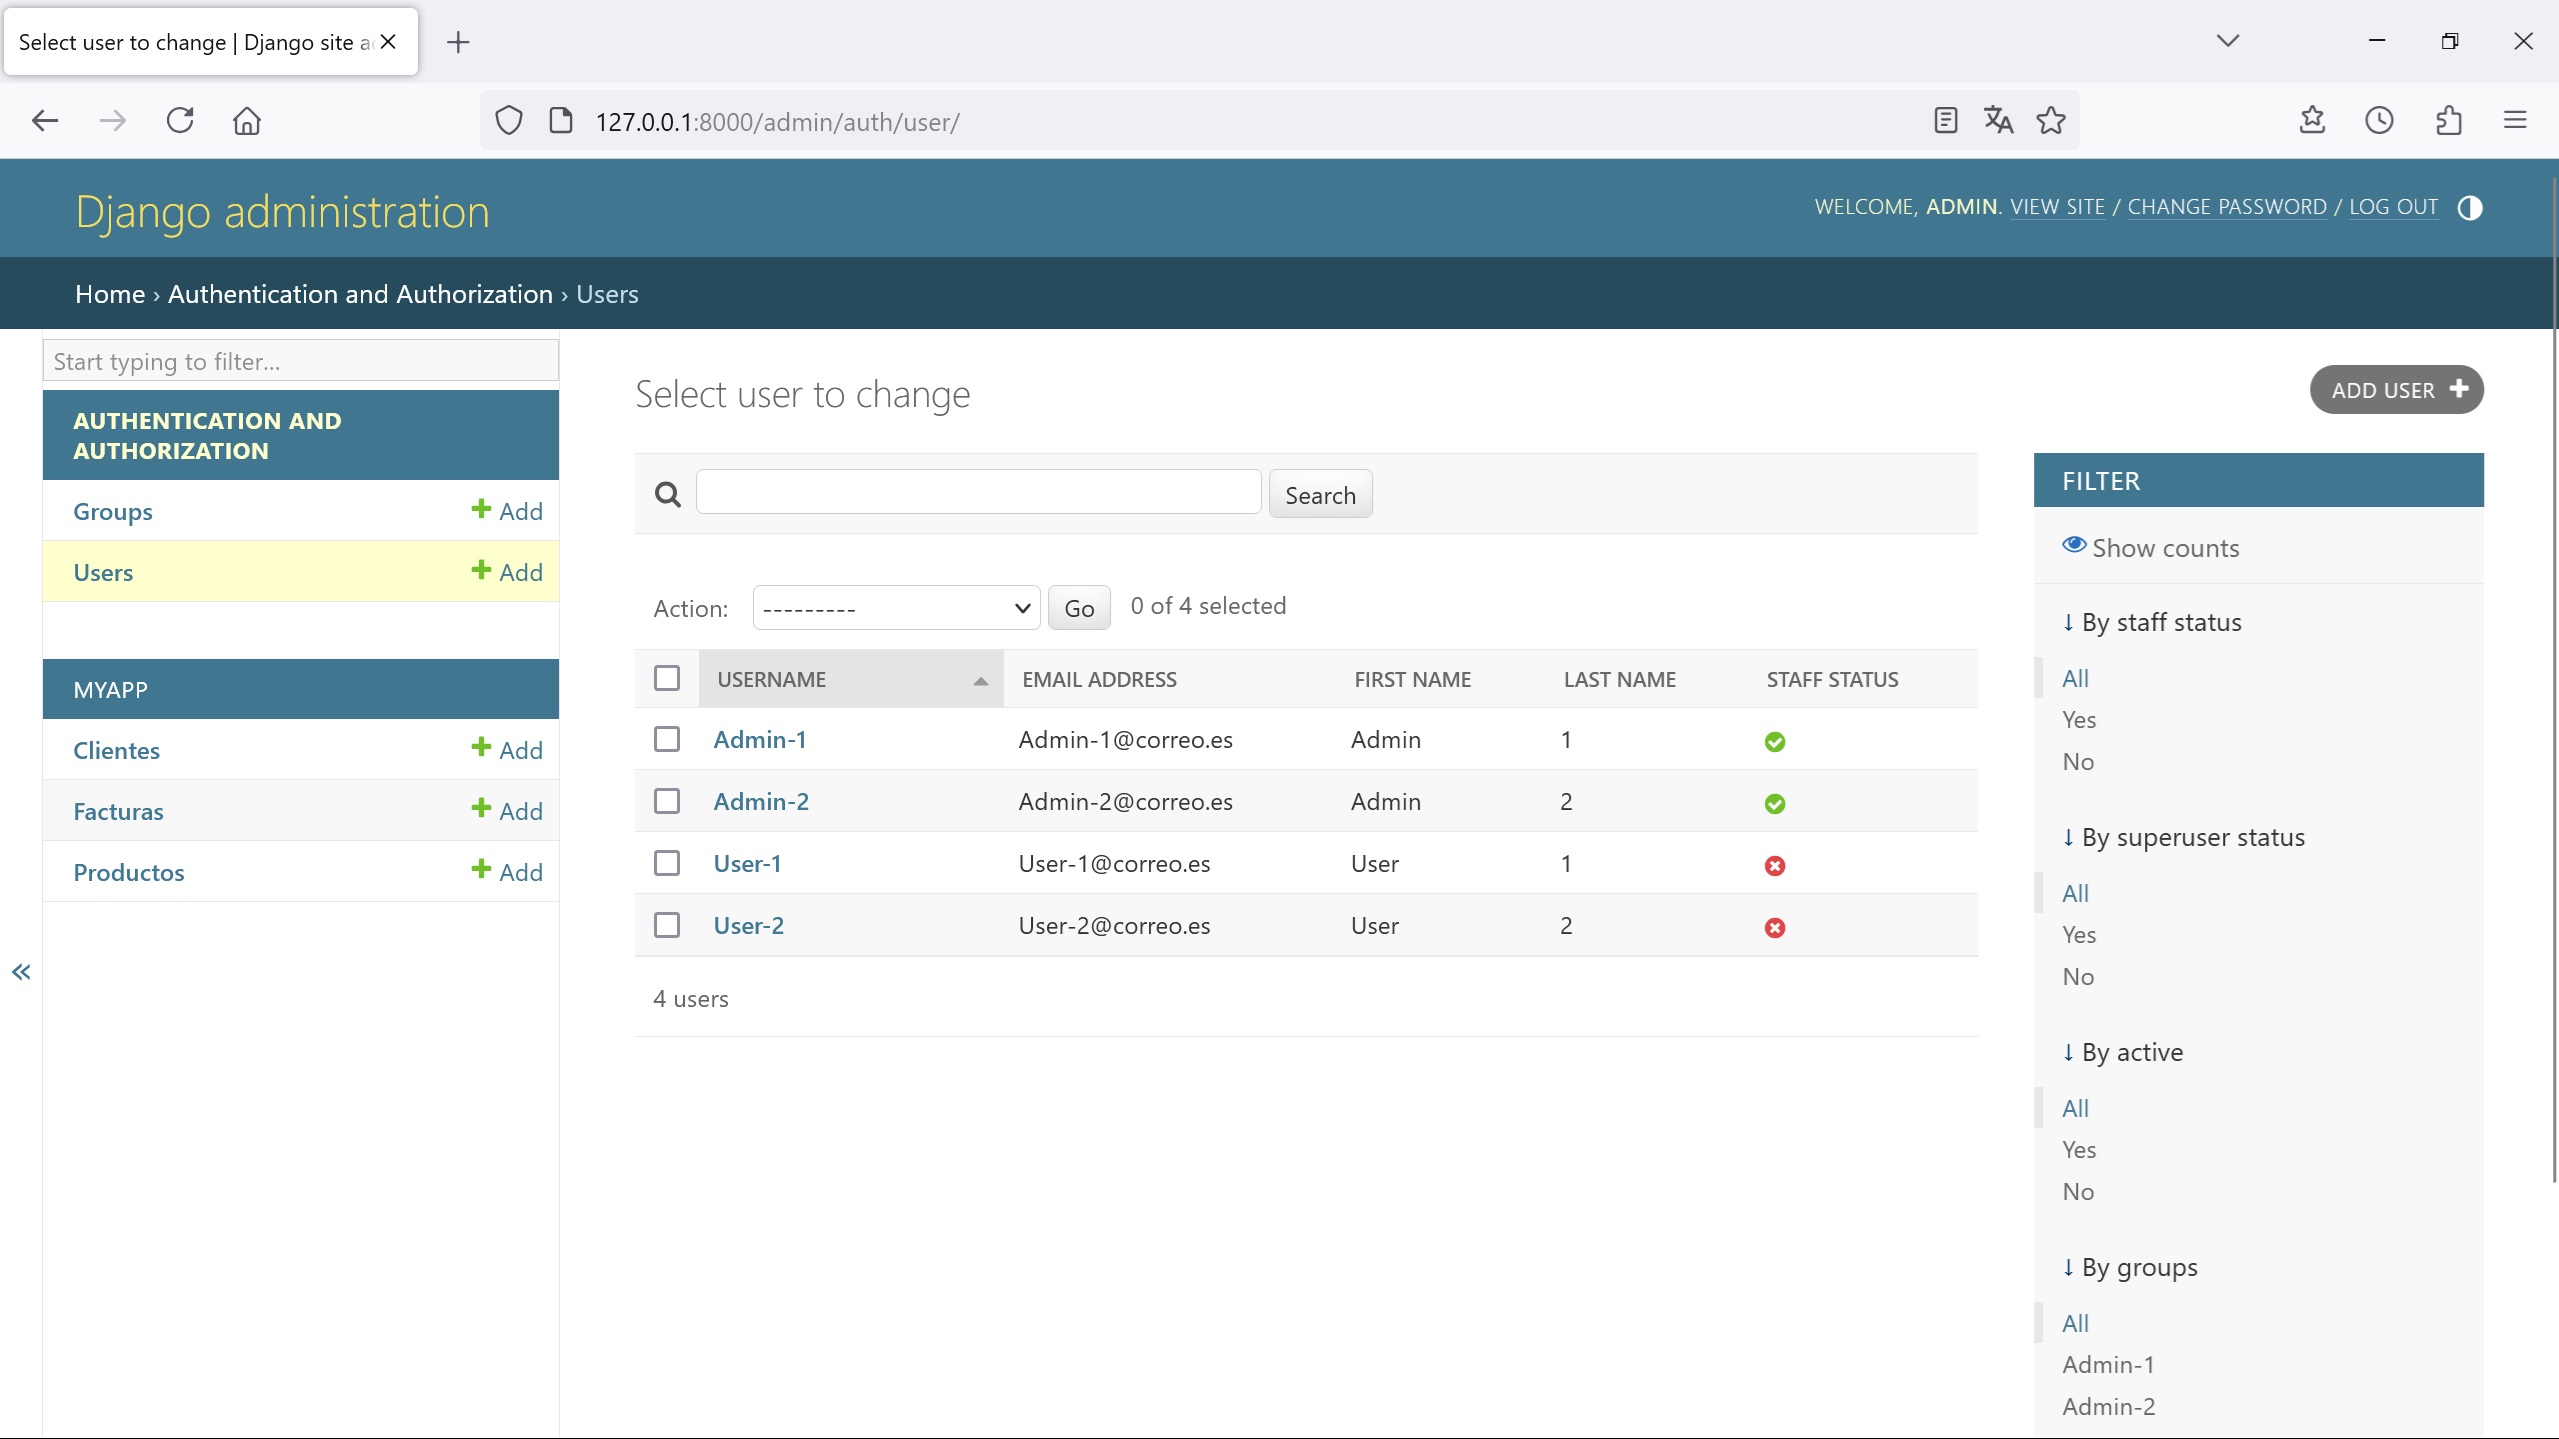 Select user to change | Django site a
127.0.0.1:8000/admin/auth/user/
Django administration
WELCOME, ADMIN. VIEW SITE / CHANGE PASSWORD / LOG OUT
Home › Authentication and Authorization › Users
Start typing to filter...
AUTHENTICATION AND
AUTHORIZATION
Groups Add
Users Add
MYAPP
Clientes Add
Facturas Add
Productos Add
«
Select user to change
ADD USER
Search
Action: --------- Go 0 of 4 selected
USERNAME EMAIL ADDRESS FIRST NAME LAST NAME STAFF STATUS
Admin-1 Admin-1@correo.es Admin 1
Admin-2 Admin-2@correo.es Admin 2
User-1 User-1@correo.es User 1
User-2 User-2@correo.es User 2
4 users
FILTER
Show counts
↓ By staff status
All
Yes
No
↓ By superuser status
All
Yes
No
↓ By active
All
Yes
No
↓ By groups
All
Admin-1
Admin-2